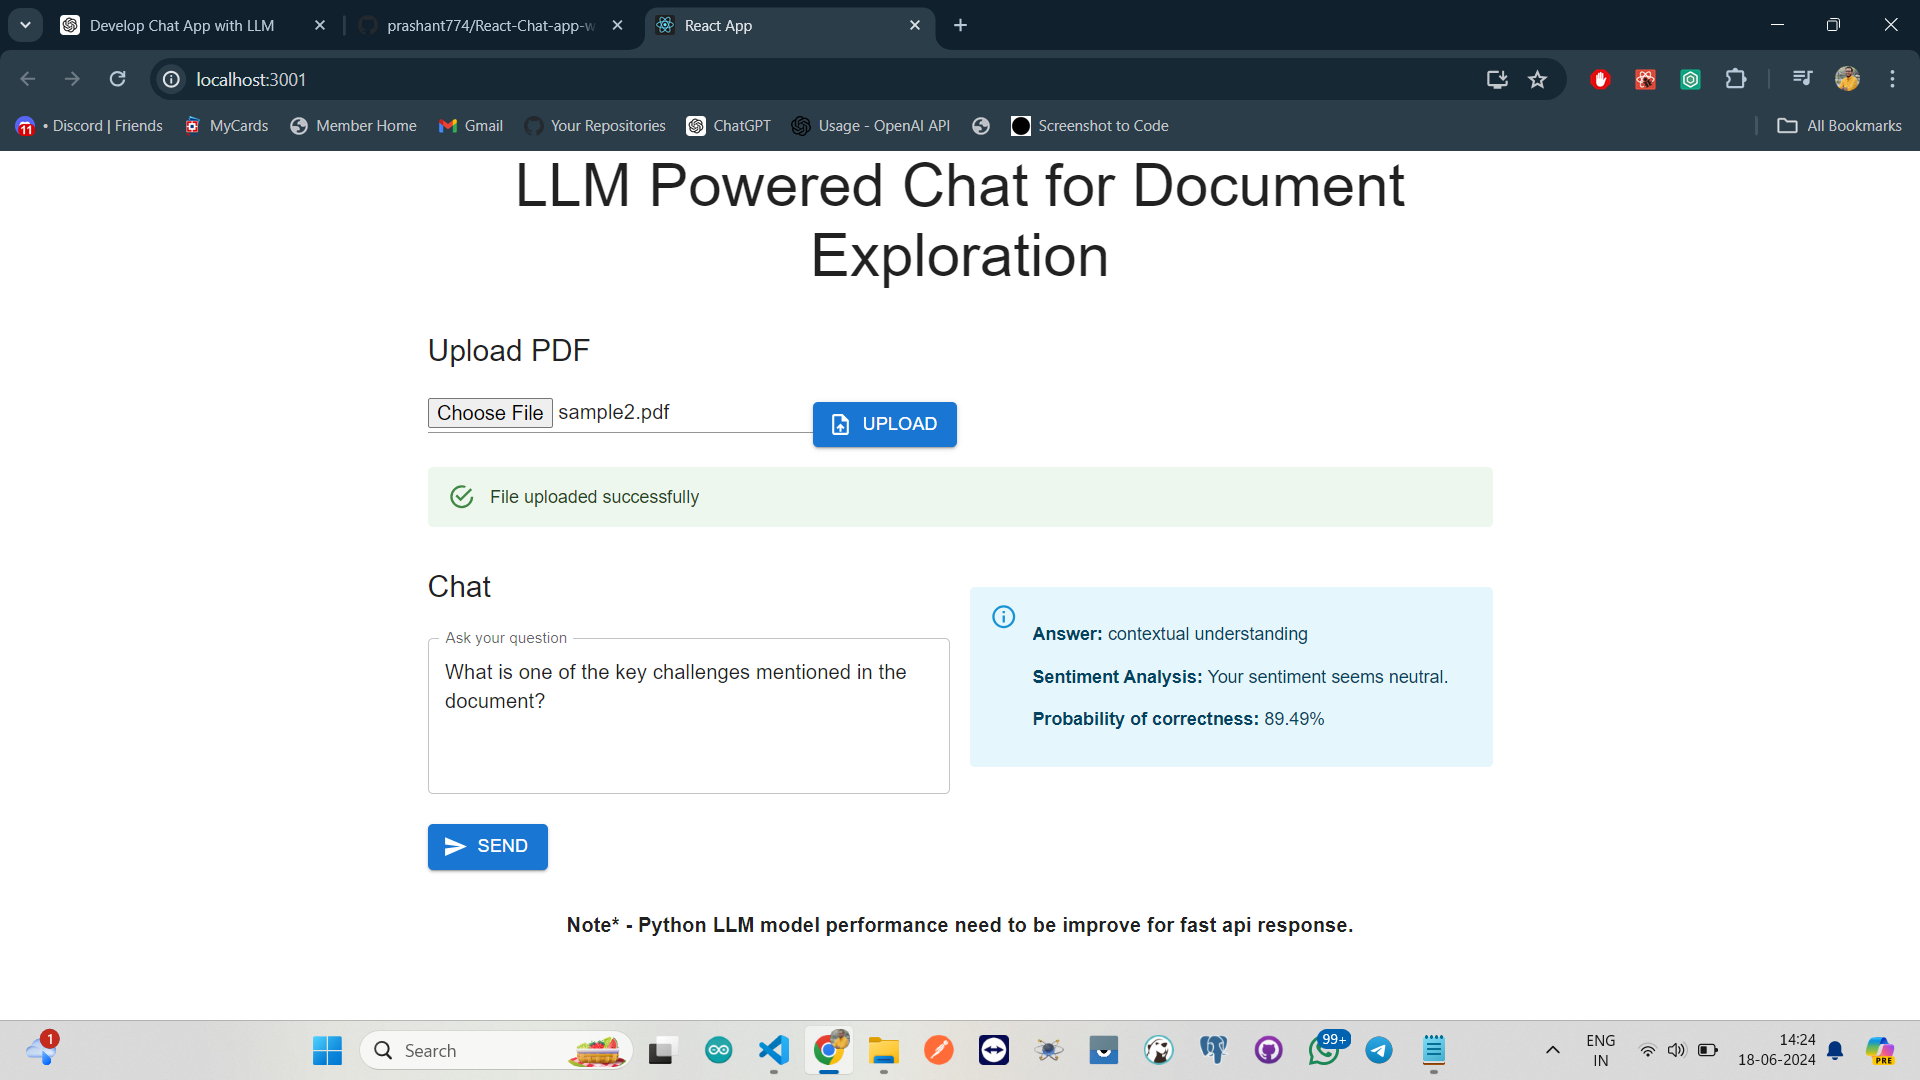 Develop Chat App with LLM
prashant774/React-Chat-app-w
React App
localhost:3001
11
• Discord | Friends
MyCards
Member Home
Gmail
Your Repositories
ChatGPT
Usage - OpenAI API
Screenshot to Code
All Bookmarks
LLM Powered Chat for Document
Exploration
Upload PDF
Choose File sample2.pdf
UPLOAD
File uploaded successfully
Chat
Ask your question
What is one of the key challenges mentioned in the
document?
Answer: contextual understanding
Sentiment Analysis: Your sentiment seems neutral.
Probability of correctness: 89.49%
SEND
Note* - Python LLM model performance need to be improve for fast api response.
1
Search
99+
ENG
IN
14:24
18-06-2024
PRE